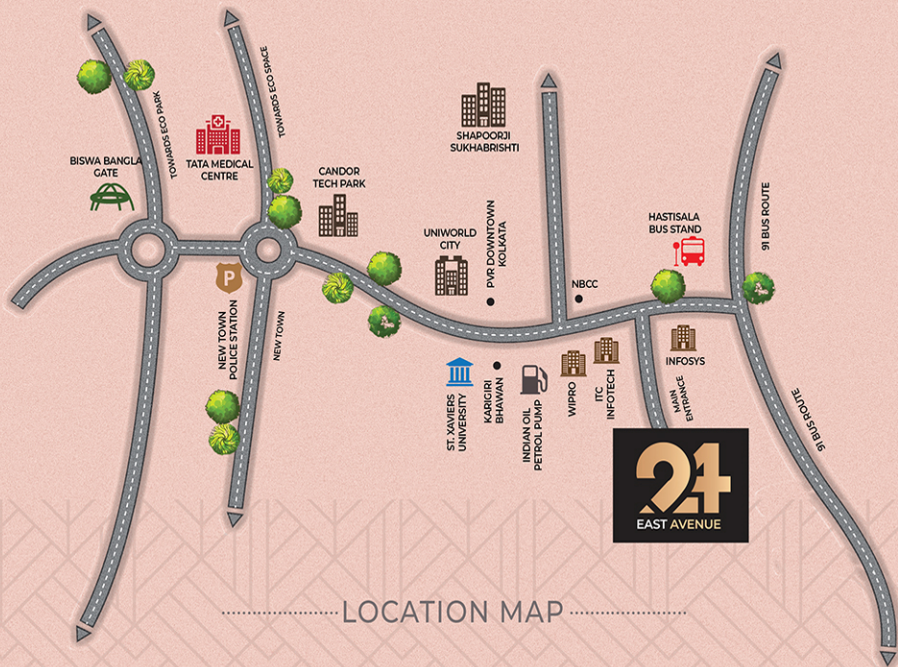 TOWARDS ECO PARK
TOWARDS ECO SPACE
BISWA BANGLA
GATE
TATA MEDICAL
CENTRE
CANDOR
TECH PARK
SHAPOORJI
SUKHABRISHTI
UNIWORLD
CITY
PVR DOWNTOWN
KOLKATA
HASTISALA
BUS STAND
91 BUS ROUTE
NBCC
P
NEW TOWN
POLICE STATION
NEW TOWN
ST. XAVIERS
UNIVERSITY
KARIGIRI
BHAWAN
INDIAN OIL
PETROL PUMP
WIPRO
ITC
INFOTECH
INFOSYS
MAIN
ENTRANCE
91 BUS ROUTE
24
EAST AVENUE
LOCATION MAP